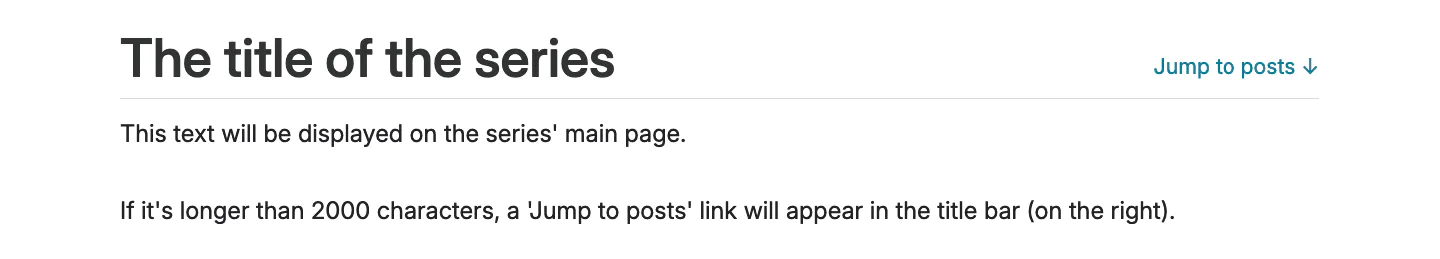 The title of the series
Jump to posts ↓
This text will be displayed on the series' main page.
If it's longer than 2000 characters, a 'Jump to posts' link will appear in the title bar (on the right).